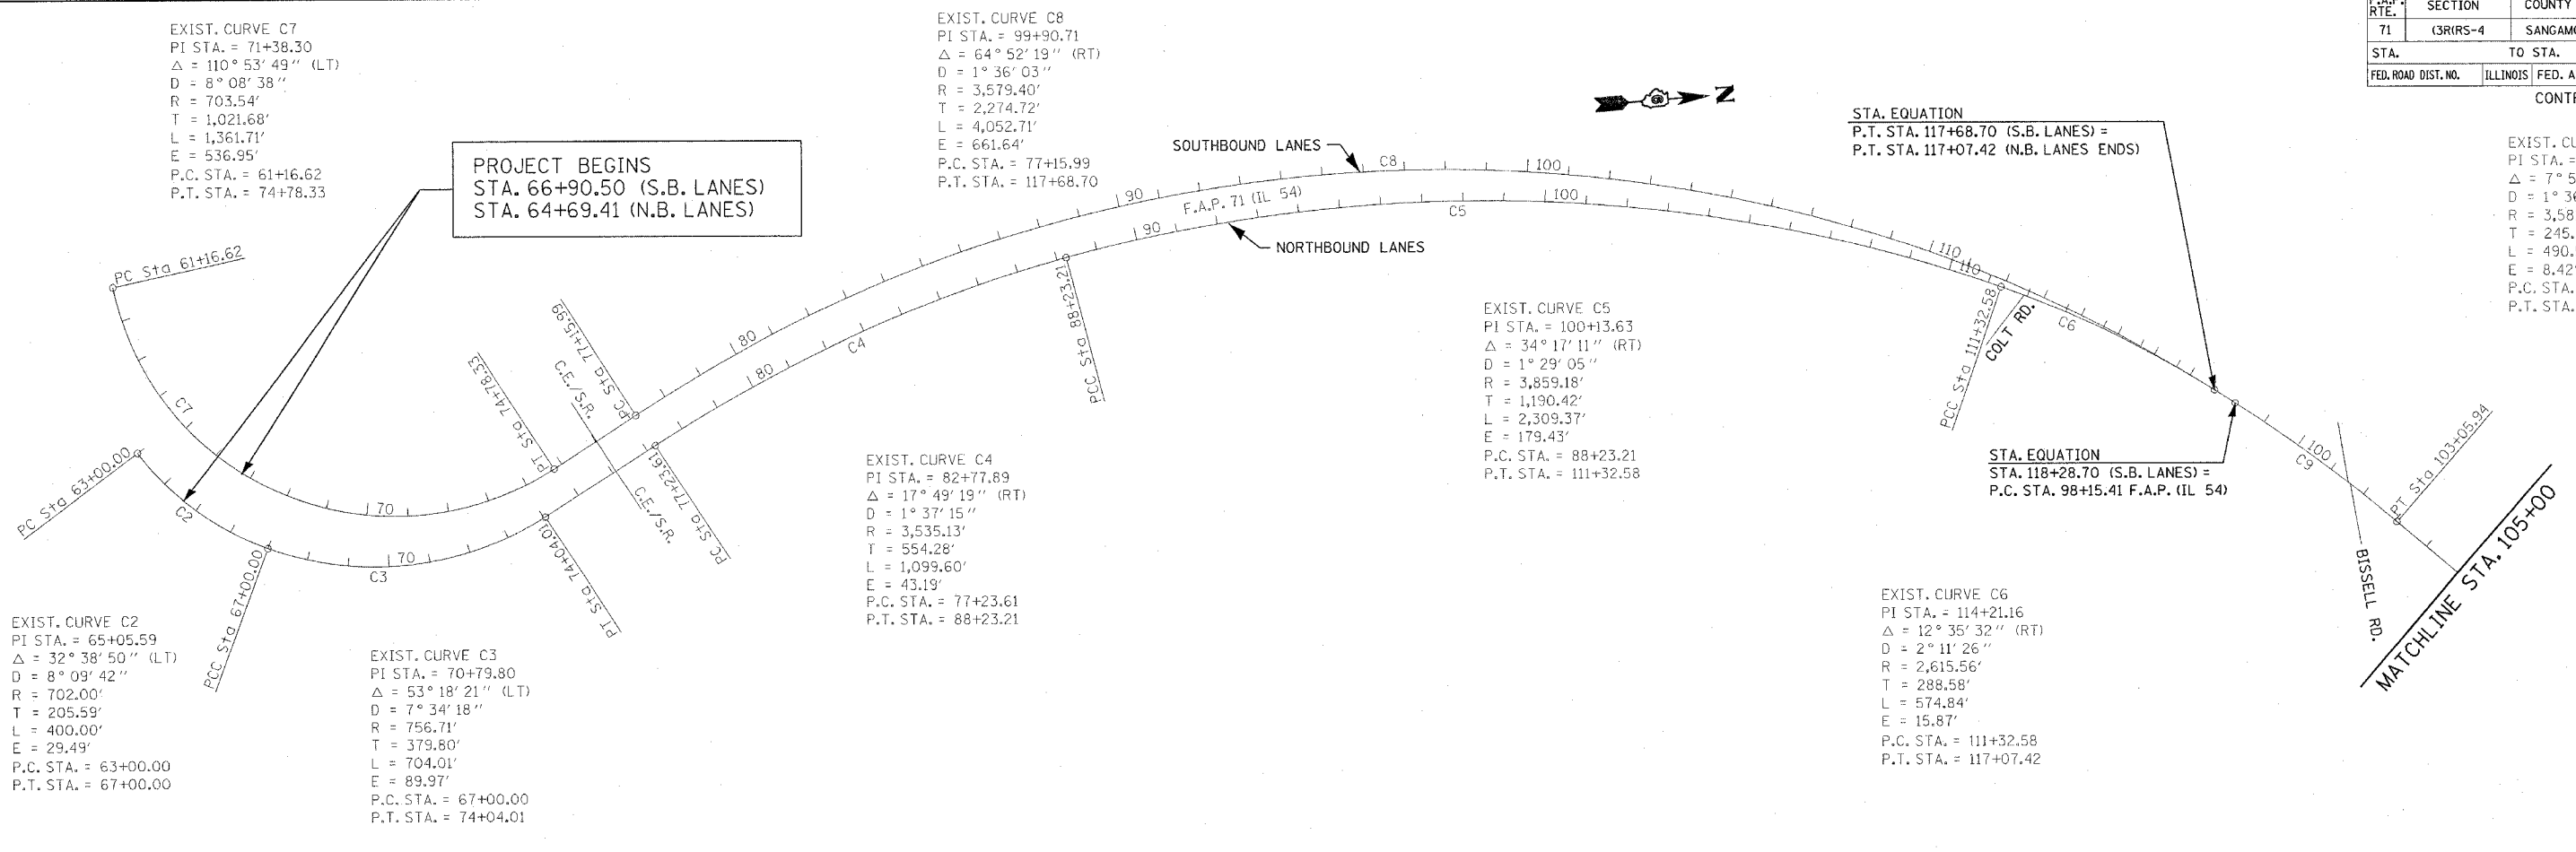 EXIST. CURVE C7
PI STA. = 71+38.30
Δ = 110° 53' 49" (LT)
D = 8° 08' 38"
R = 703.54'
T = 1,021.68'
L = 1,361.71'
E = 536.95'
P.C. STA. = 61+16.62
P.T. STA. = 74+78.33
PROJECT BEGINS
STA. 66+90.50 (S.B. LANES)
STA. 64+69.41 (N.B. LANES)
EXIST. CURVE C8
PI STA. = 99+90.71
Δ = 64° 52' 19" (RT)
D = 1° 36' 03"
R = 3,579.40'
T = 2,274.72'
L = 4,052.71'
E = 661.64'
P.C. STA. = 77+15.99
P.T. STA. = 117+68.70
SOUTHBOUND LANES
F.A.P. 71 (IL 54)
NORTHBOUND LANES
N
STA. EQUATION
P.T. STA. 117+68.70 (S.B. LANES) =
P.T. STA. 117+07.42 (N.B. LANES ENDS)
RTE.
SECTION
COUNTY
71
(3R(RS-4
SANGAMO
STA.
TO STA.
FED. ROAD DIST. NO.
ILLINOIS
FED. A
CONT
EXIST. CU
PI STA. =
Δ = 7° 5
D = 1° 3
R = 3,58
T = 245.
L = 490.
E = 8.42'
P.C. STA.
P.T. STA.
PC Sta 61+16.62
C7
PC Sta 63+00.00
C2
PCC Sta 67+00.00
70
70
C3
PT Sta 74+78.33
PT Sta 74+04.01
C.E./S.R.
C.E./S.R.
PC Sta 77+15.99
PC Sta 77+23.61
80
80
C4
90
90
PCC Sta 88+23.21
C8
100
C5
100
110
110
PCC Sta 111+32.58
COLT RD.
C6
100
C9
PT Sta 103+05.94
BISSELL RD.
MATCHLINE STA. 105+00
STA. EQUATION
STA. 118+28.70 (S.B. LANES) =
P.C. STA. 98+15.41 F.A.P. (IL 54)
EXIST. CURVE C5
PI STA. = 100+13.63
Δ = 34° 17' 11" (RT)
D = 1° 29' 05"
R = 3,859.18'
T = 1,190.42'
L = 2,309.37'
E = 179.43'
P.C. STA. = 88+23.21
P.T. STA. = 111+32.58
EXIST. CURVE C4
PI STA. = 82+77.89
Δ = 17° 49' 19" (RT)
D = 1° 37' 15"
R = 3,535.13'
T = 554.28'
L = 1,099.60'
E = 43.19'
P.C. STA. = 77+23.61
P.T. STA. = 88+23.21
EXIST. CURVE C2
PI STA. = 65+05.59
Δ = 32° 38' 50" (LT)
D = 8° 09' 42"
R = 702.00'
T = 205.59'
L = 400.00'
E = 29.49'
P.C. STA. = 63+00.00
P.T. STA. = 67+00.00
EXIST. CURVE C3
PI STA. = 70+79.80
Δ = 53° 18' 21" (LT)
D = 7° 34' 18"
R = 756.71'
T = 379.80'
L = 704.01'
E = 89.97'
P.C. STA. = 67+00.00
P.T. STA. = 74+04.01
EXIST. CURVE C6
PI STA. = 114+21.16
Δ = 12° 35' 32" (RT)
D = 2° 11' 26"
R = 2,615.56'
T = 288.58'
L = 574.84'
E = 15.87'
P.C. STA. = 111+32.58
P.T. STA. = 117+07.42